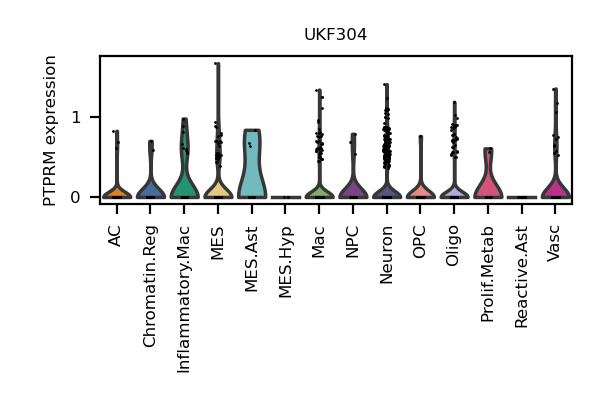 UKF304
PTPRM expression
1
0
AC
Chromatin.Reg
Inflammatory.Mac
MES
MES.Ast
MES.Hyp
Mac
NPC
Neuron
OPC
Oligo
Prolif.Metab
Reactive.Ast
Vasc